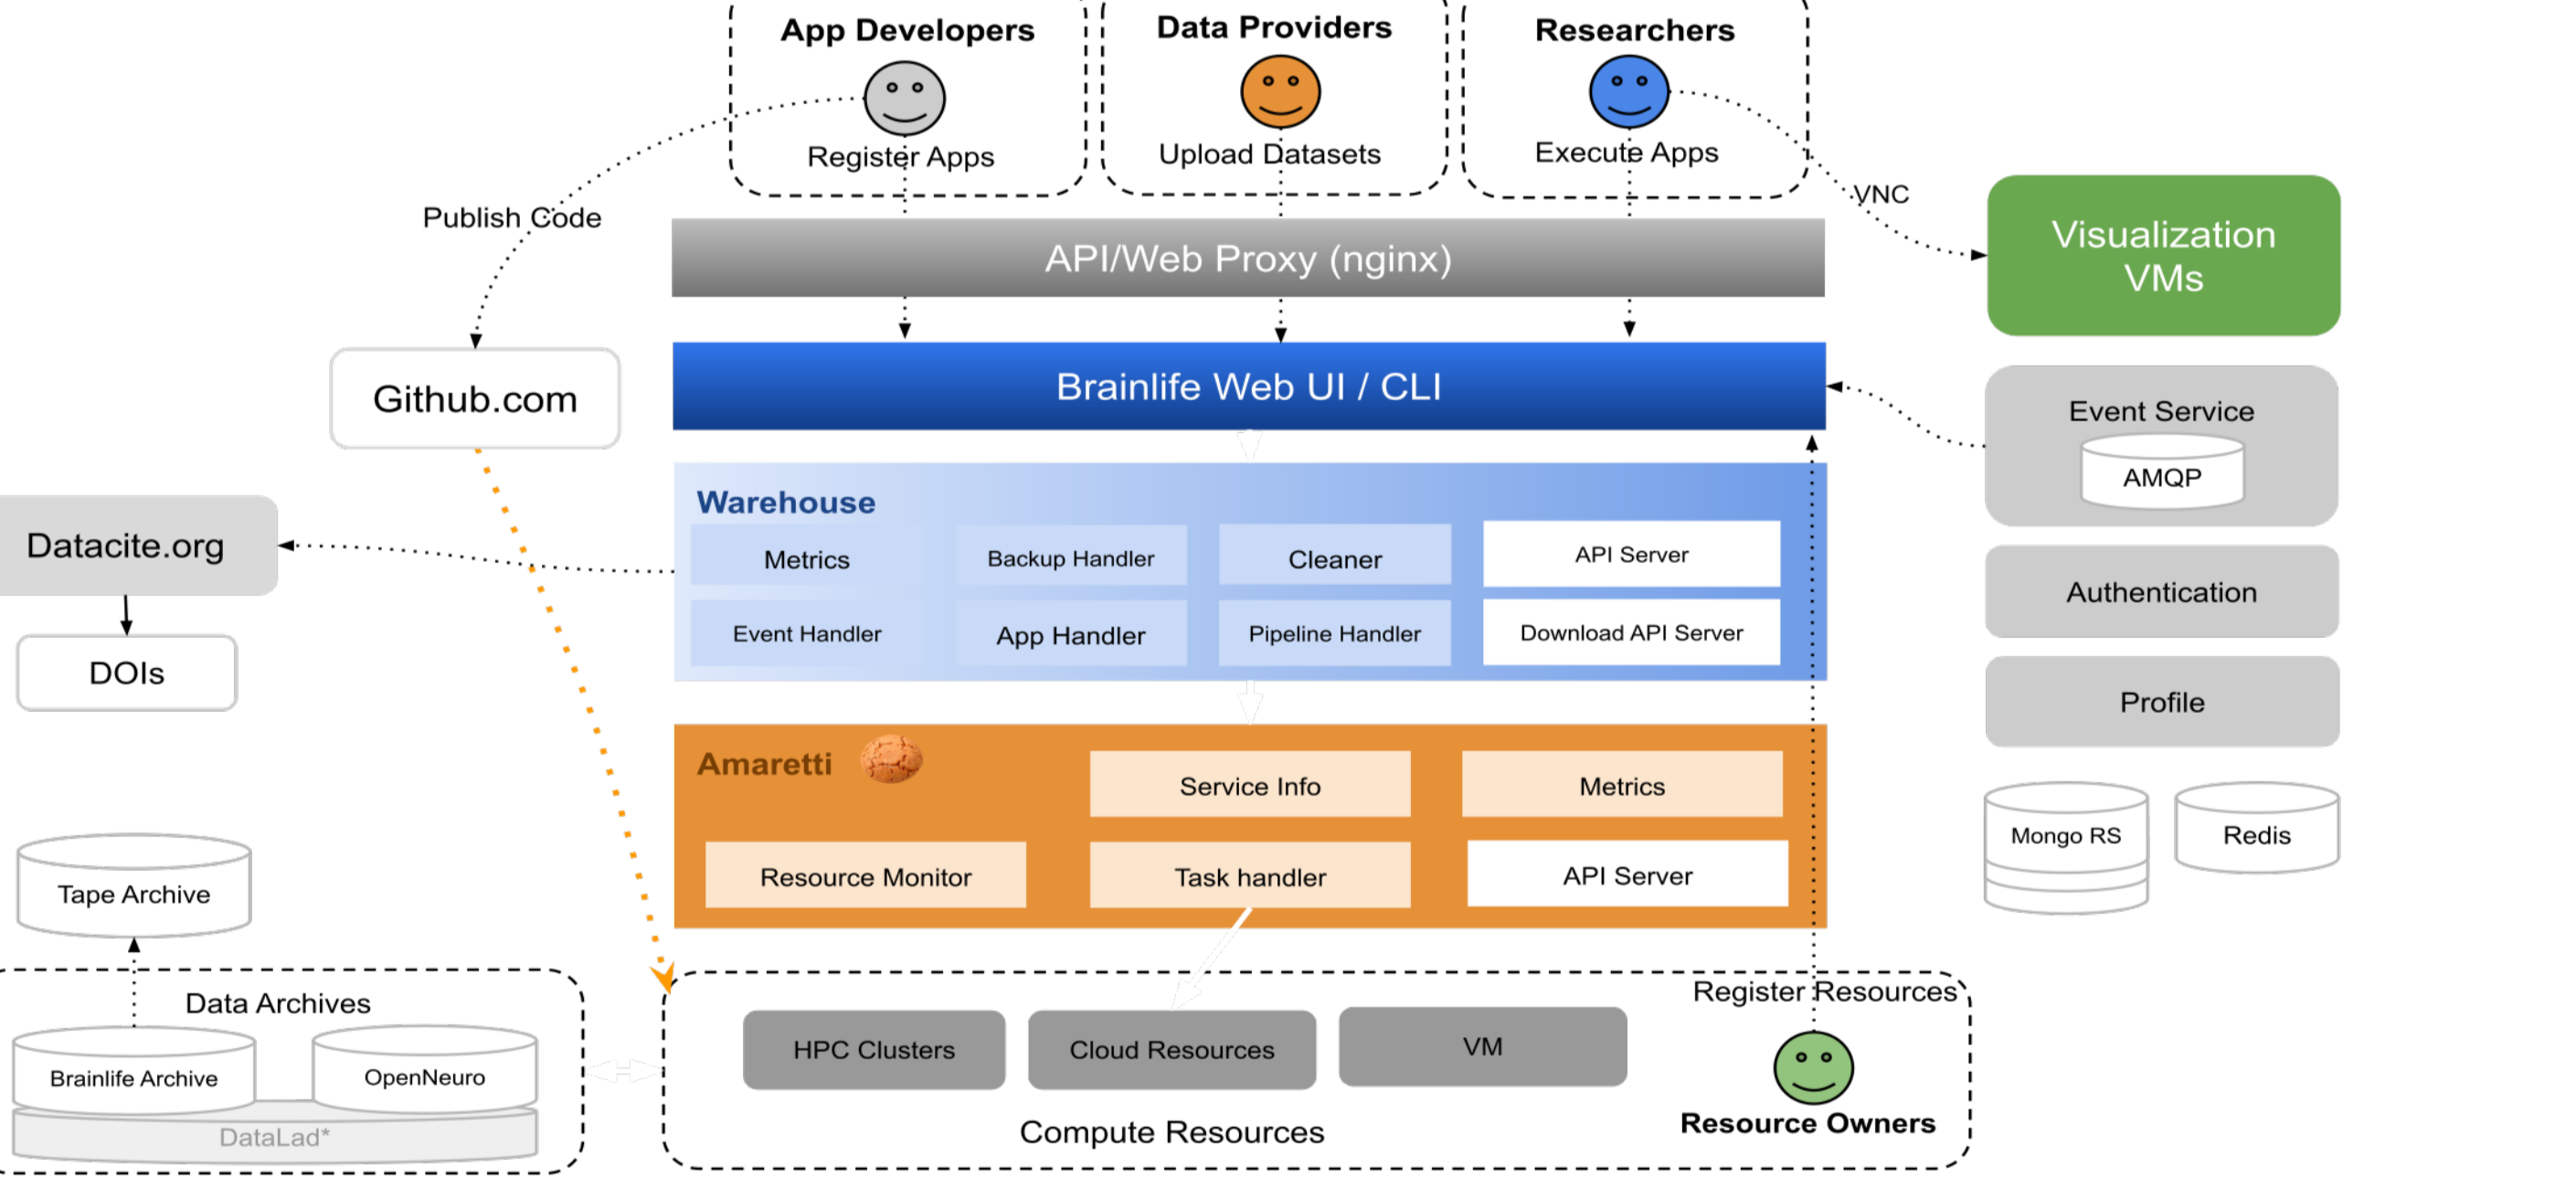 App Developers
Data Providers
Researchers
Register Apps
Upload Datasets
Execute Apps
Publish Code
VNC
API/Web Proxy (nginx)
Visualization
VMs
Github.com
Brainlife Web UI / CLI
Event Service
AMQP
Datacite.org
DOIs
Warehouse
Metrics
Backup Handler
Cleaner
API Server
Event Handler
App Handler
Pipeline Handler
Download API Server
Authentication
Profile
Amaretti
Service Info
Metrics
Resource Monitor
Task handler
API Server
Mongo RS
Redis
Tape Archive
Data Archives
Brainlife Archive
OpenNeuro
DataLad*
Register Resources
HPC Clusters
Cloud Resources
VM
Resource Owners
Compute Resources